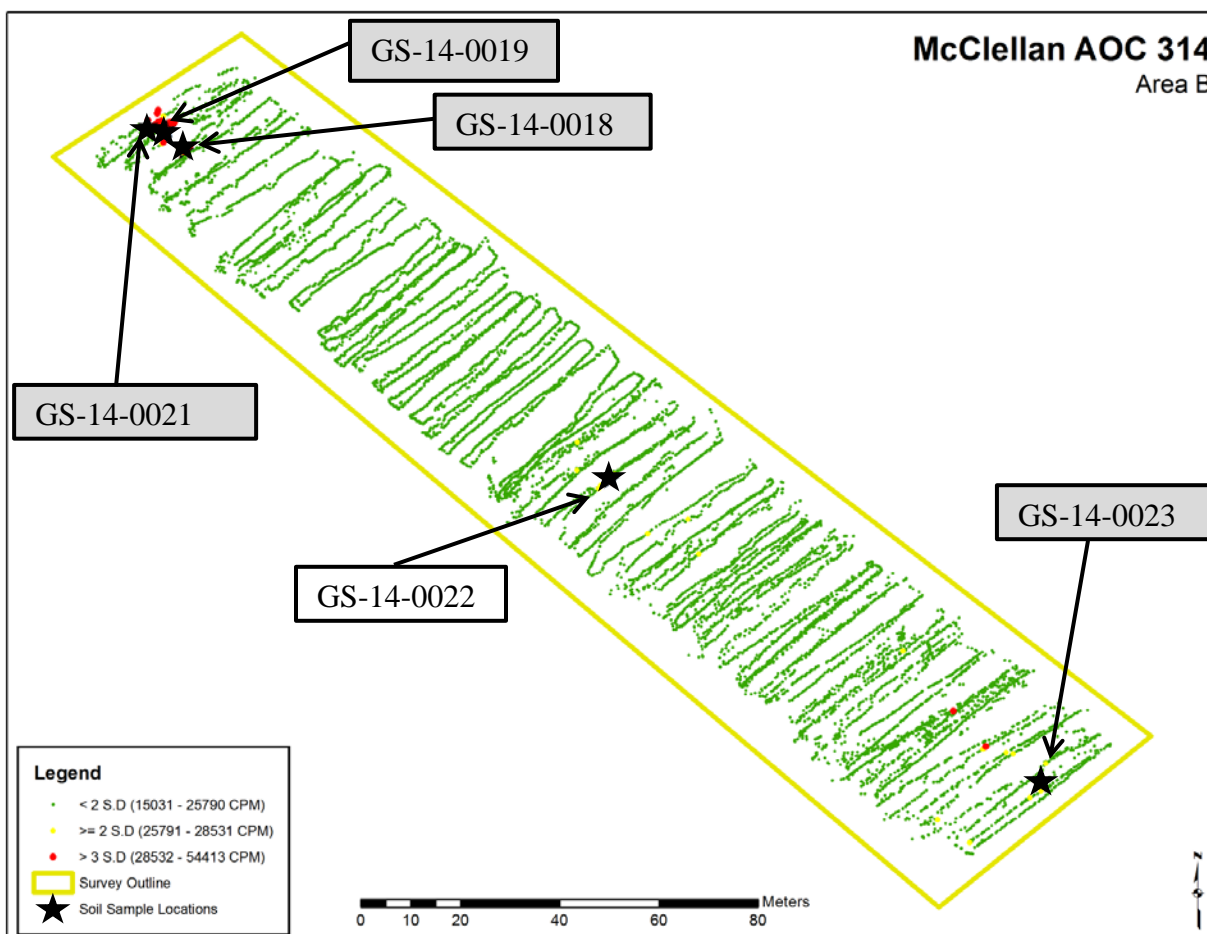 McClellan AOC 314
Area B
GS-14-0019
GS-14-0018
GS-14-0021
GS-14-0022
GS-14-0023
Legend
< 2 S.D (15031 - 25790 CPM)
>= 2 S.D (25791 - 28531 CPM)
> 3 S.D (28532 - 54413 CPM)
Survey Outline
Soil Sample Locations
Meters
0 10 20 40 60 80
N